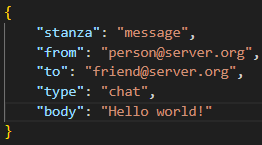 {
"stanza": "message",
"from": "person@server.org",
"to": "friend@server.org",
"type": "chat",
"body": "Hello world!"
}